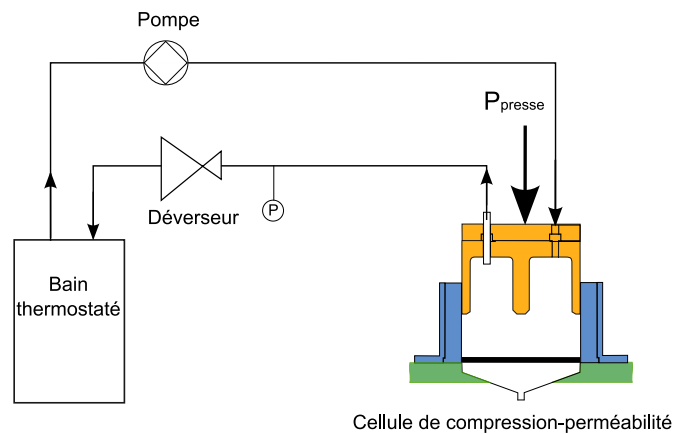 Pompe
Ppresse
Déverseur
P
Bain
thermostaté
Cellule de compression-perméabilité